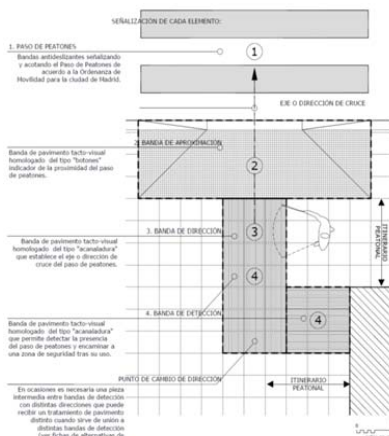 SEÑALIZACIÓN DE CADA ELEMENTO:
1. PASO DE PEATONES
Bandas antideslizantes señalizando
y acotando el Paso de Peatones de
acuerdo a la Ordenanza de
Movilidad para la ciudad de Madrid.
1
EJE O DIRECCIÓN DE CRUCE
2. BANDA DE APROXIMACIÓN
Banda de pavimento tacto-visual
homologado del tipo "botones"
indicador de la proximidad del paso
de peatones.
2
3. BANDA DE DIRECCIÓN
3
Banda de pavimento tacto-visual
homologado del tipo "acanaladura"
que establece el eje o dirección de
cruce del paso de peatones.
4
ITINERARIO
PEATONAL
4. BANDA DE DETECCIÓN
4
Banda de pavimento tacto-visual
homologado del tipo "acanaladura"
que permite detectar la presencia
del paso de peatones y encaminar a
una zona de seguridad tras su uso.
PUNTO DE CAMBIO DE DIRECCIÓN
ITINERARIO
PEATONAL
En ocasiones es necesaria una pieza
intermedia entre bandas de detección
con distintas direcciones que puede
recibir un tratamiento de pavimento
distinto cuando sirve de unión a
distintas bandas de detección
(ver fichas de alternativas de